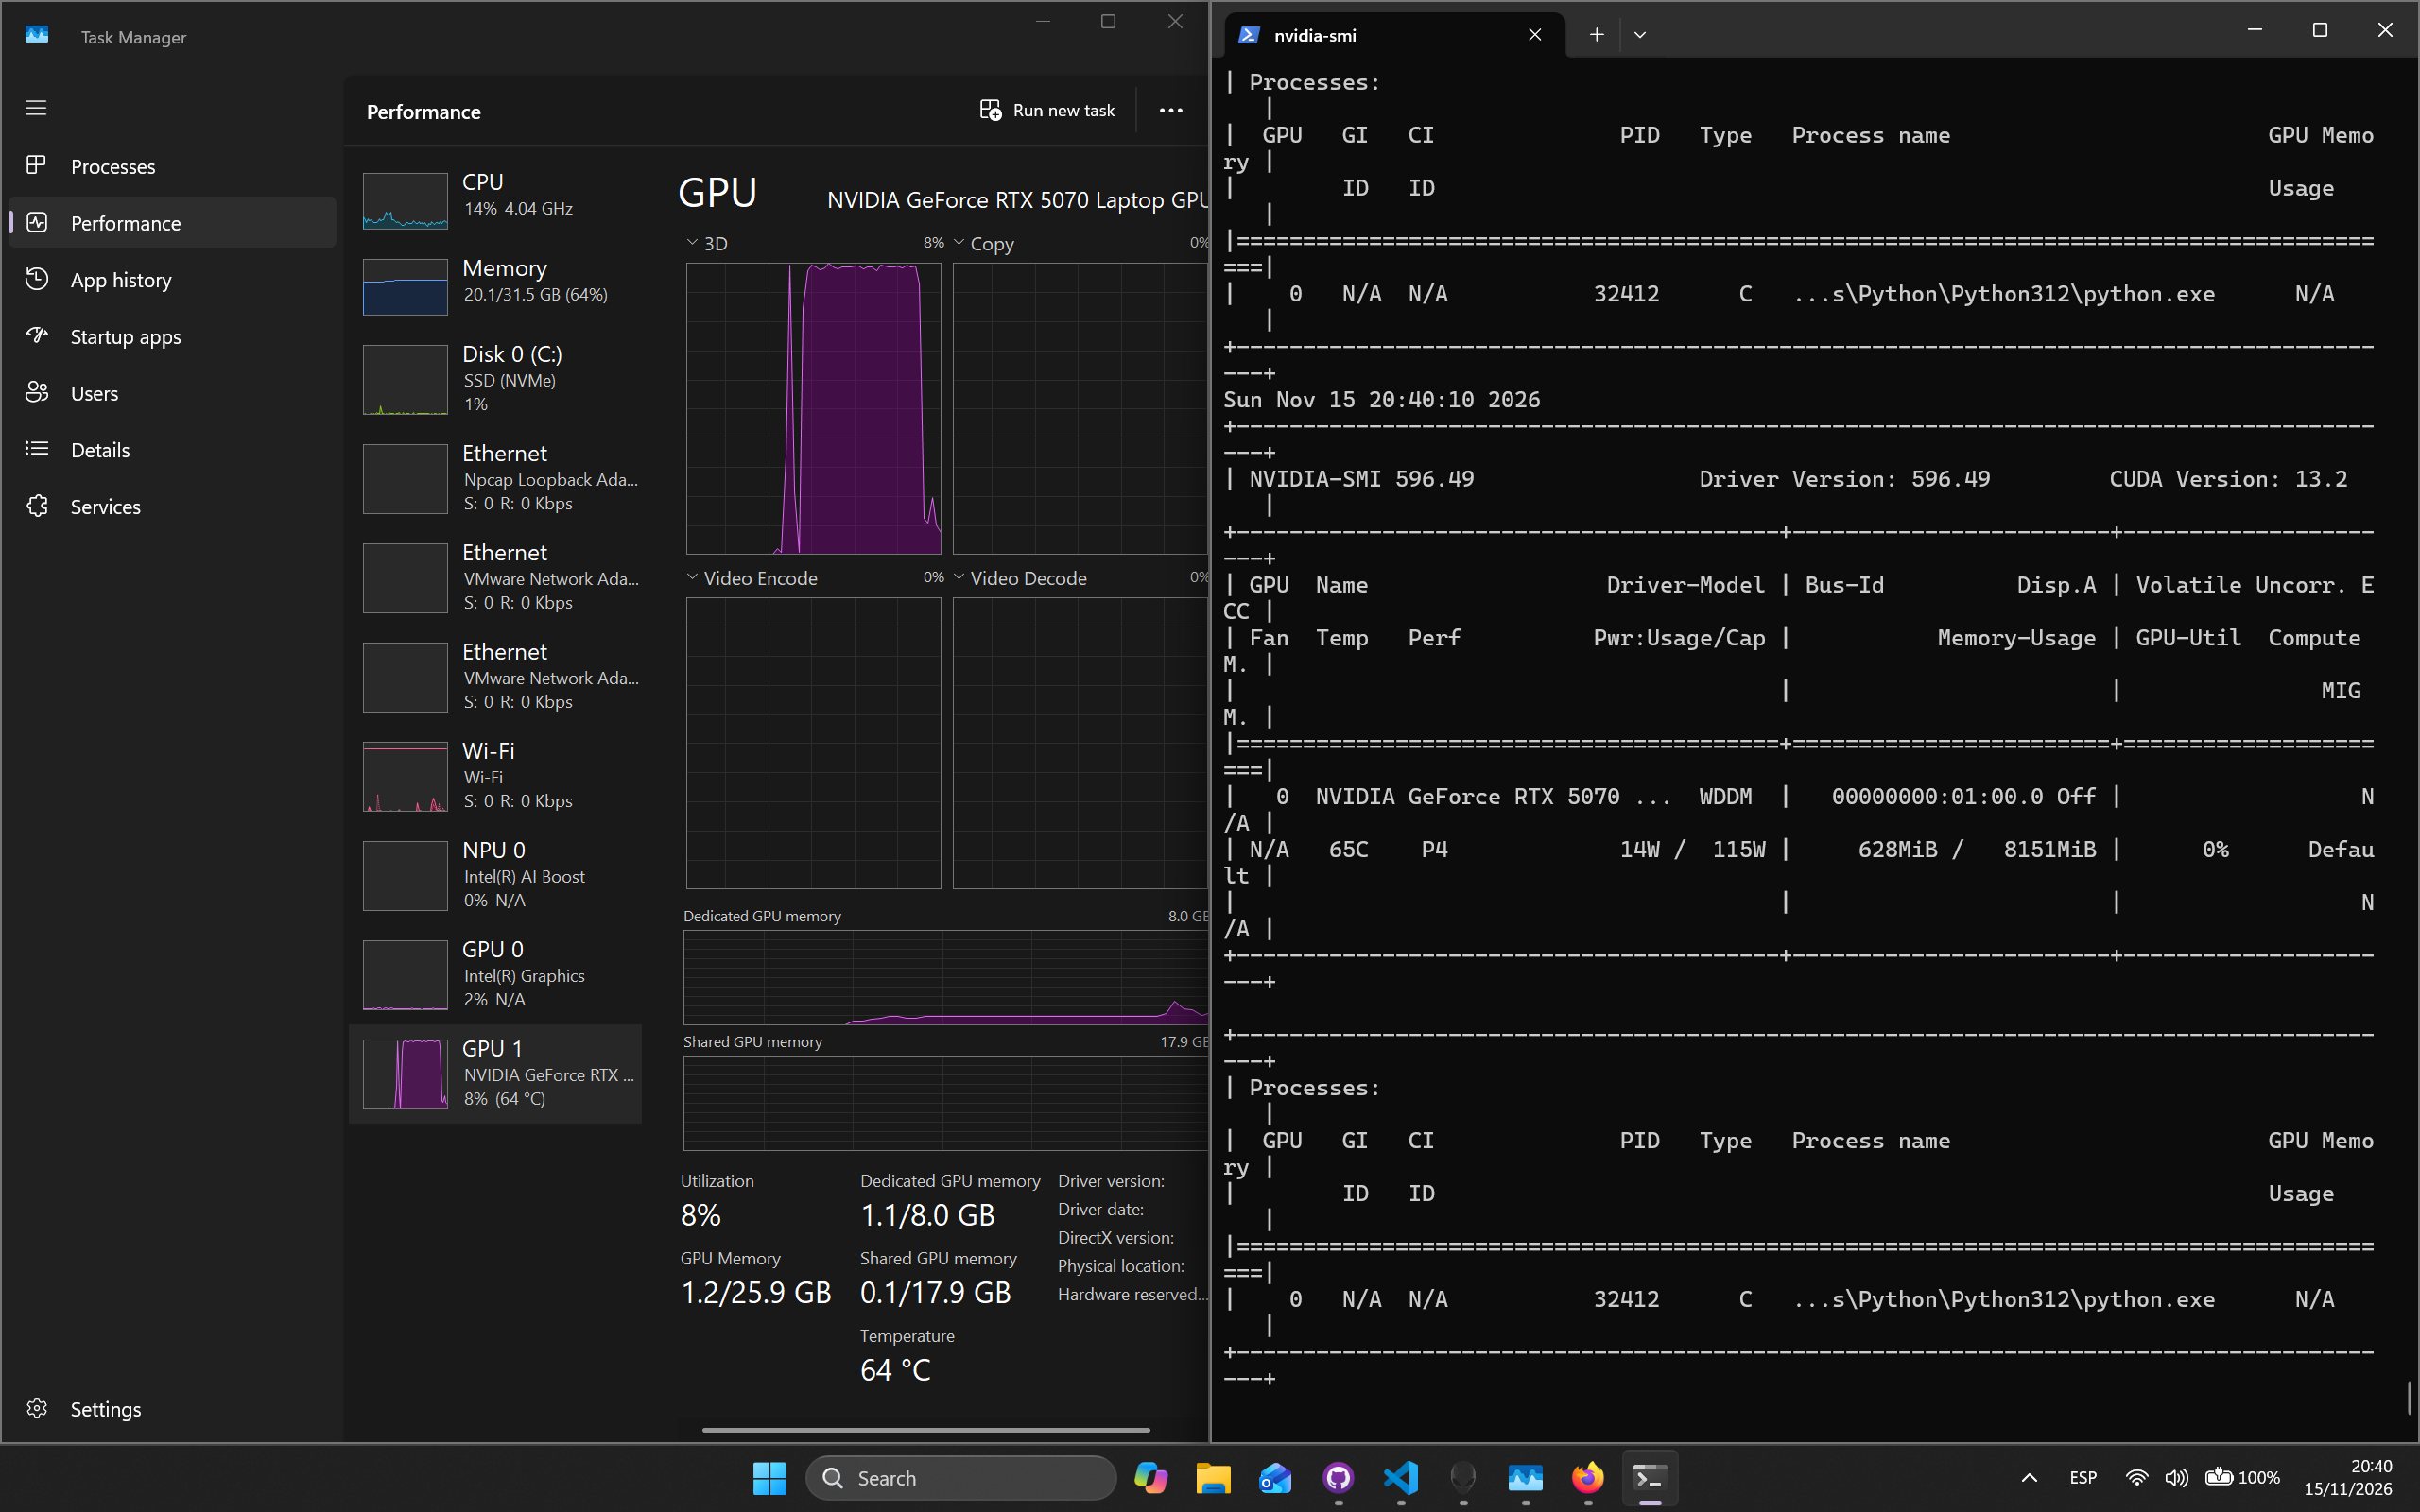 Task Manager
Performance
Run new task
Processes
Performance
App history
Startup apps
Users
Details
Services
Settings
CPU
14% 4.04 GHz
Memory
20.1/31.5 GB (64%)
Disk 0 (C:)
SSD (NVMe)
1%
Ethernet
Npcap Loopback Ada...
S: 0 R: 0 Kbps
Ethernet
VMware Network Ada...
S: 0 R: 0 Kbps
Ethernet
VMware Network Ada...
S: 0 R: 0 Kbps
Wi-Fi
Wi-Fi
S: 0 R: 0 Kbps
NPU 0
Intel(R) AI Boost
0% N/A
GPU 0
Intel(R) Graphics
2% N/A
GPU 1
NVIDIA GeForce RTX ...
8% (64 °C)
GPU NVIDIA GeForce RTX 5070 Laptop GPU
3D 8% Copy 0%
Video Encode 0% Video Decode 0%
Dedicated GPU memory 8.0 GB
Shared GPU memory 17.9 GB
Utilization
8%
GPU Memory
1.2/25.9 GB
Dedicated GPU memory
1.1/8.0 GB
Shared GPU memory
0.1/17.9 GB
Temperature
64 °C
Driver version:
Driver date:
DirectX version:
Physical location:
Hardware reserved...
nvidia-smi
| Processes:
|
| GPU GI CI PID Type Process name GPU Memo
ry |
| ID ID Usage
|
|======================================================================================
===|
| 0 N/A N/A 32412 C ...s\Python\Python312\python.exe N/A
|
+--------------------------------------------------------------------------------------
---+
Sun Nov 15 20:40:10 2026
+--------------------------------------------------------------------------------------
---+
| NVIDIA-SMI 596.49 Driver Version: 596.49 CUDA Version: 13.2
|
+-----------------------------------------+------------------------+-------------------
---+
| GPU Name Driver-Model | Bus-Id Disp.A | Volatile Uncorr. E
CC |
| Fan Temp Perf Pwr:Usage/Cap | Memory-Usage | GPU-Util Compute
M. |
| | | MIG
M. |
|=========================================+========================+===================
===|
| 0 NVIDIA GeForce RTX 5070 ... WDDM | 00000000:01:00.0 Off | N
/A |
| N/A 65C P4 14W / 115W | 628MiB / 8151MiB | 0% Defau
lt |
| | | N
/A |
+-----------------------------------------+------------------------+-------------------
---+
+--------------------------------------------------------------------------------------
---+
| Processes:
|
| GPU GI CI PID Type Process name GPU Memo
ry |
| ID ID Usage
|
|======================================================================================
===|
| 0 N/A N/A 32412 C ...s\Python\Python312\python.exe N/A
|
+--------------------------------------------------------------------------------------
---+
Search
ESP
100%
20:40
15/11/2026